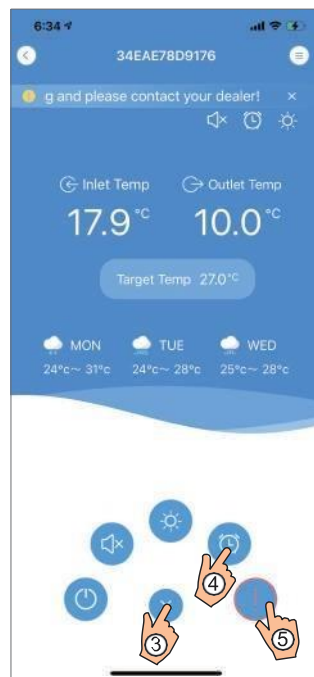 6:34
34EAE78D9176
g and please contact your dealer! ×
Inlet Temp Outlet Temp
17.9°C 10.0°C
Target Temp 27.0°C
MON TUE WED
24°c~ 31°c 24°c~ 28°c 25°c~ 28°c
④
③ ⑤